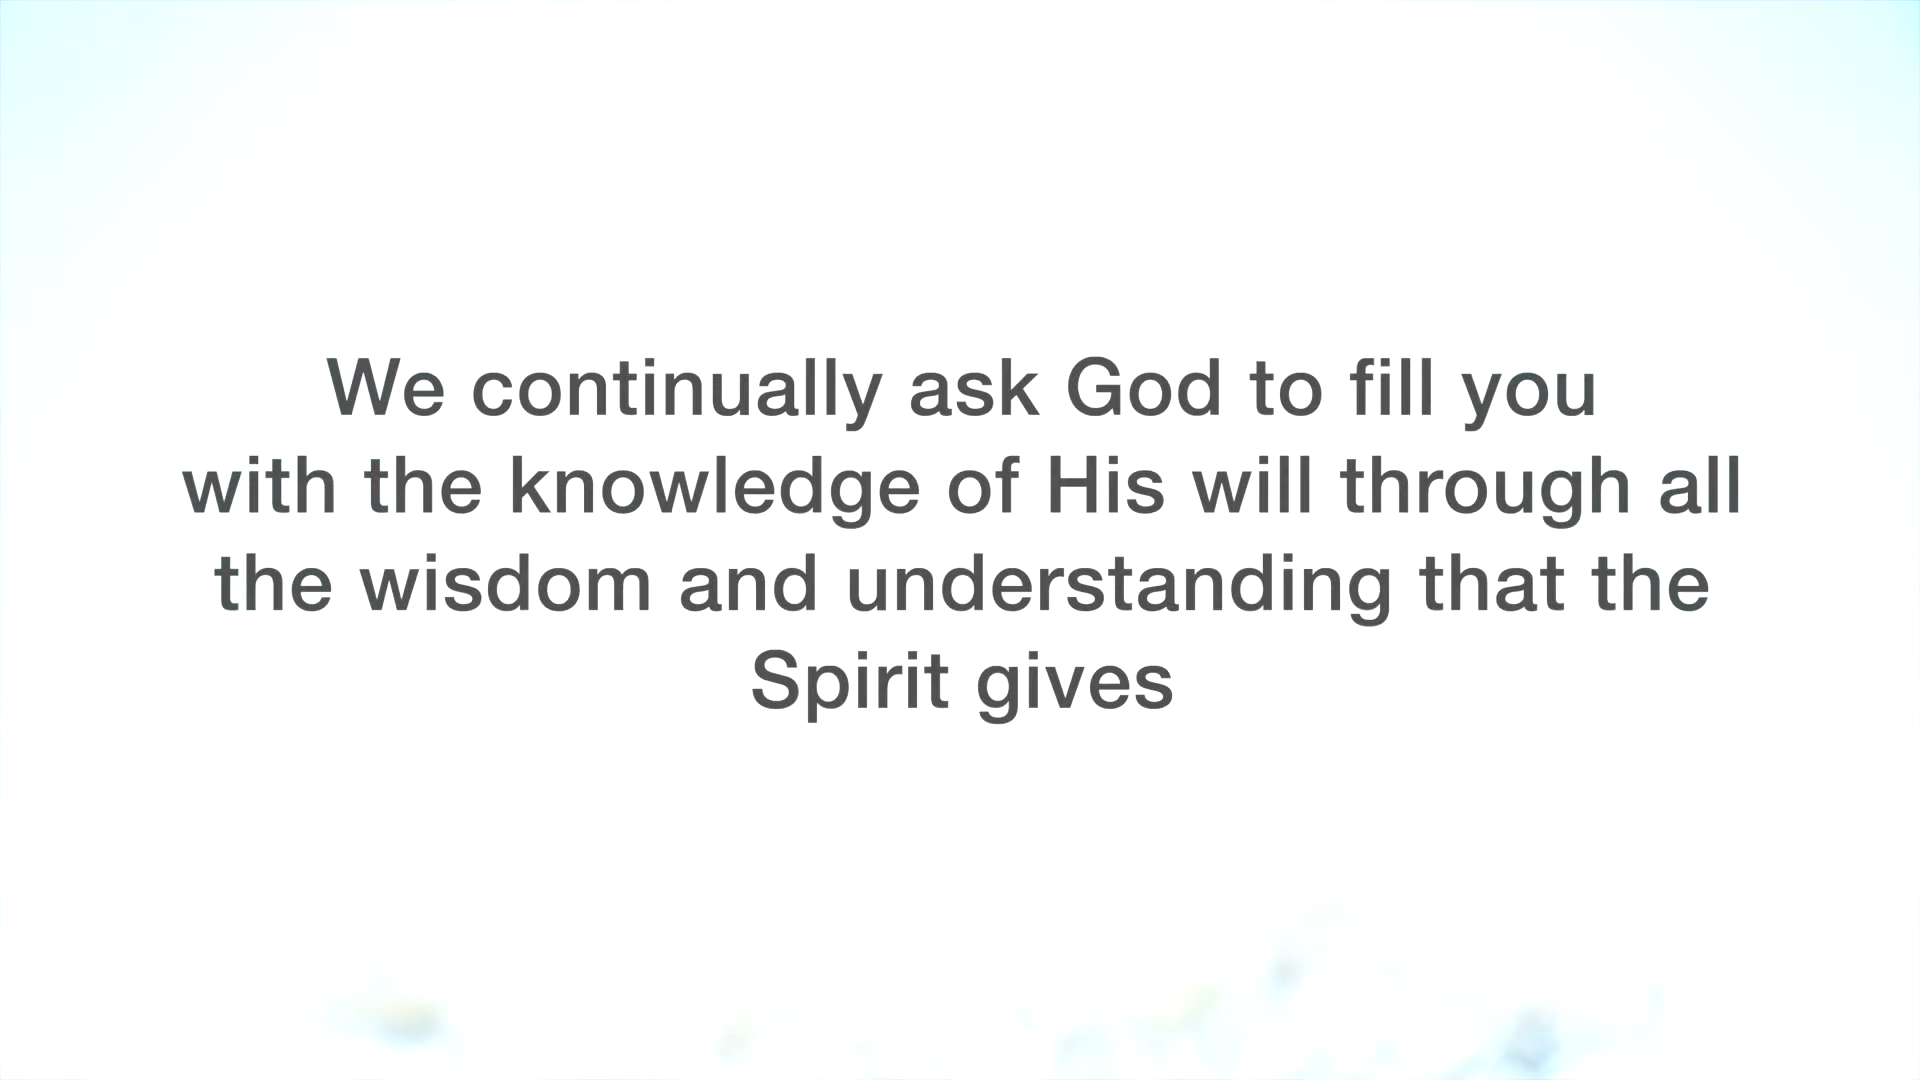 We continually ask God to fill you
with the knowledge of His will through all
the wisdom and understanding that the
Spirit gives